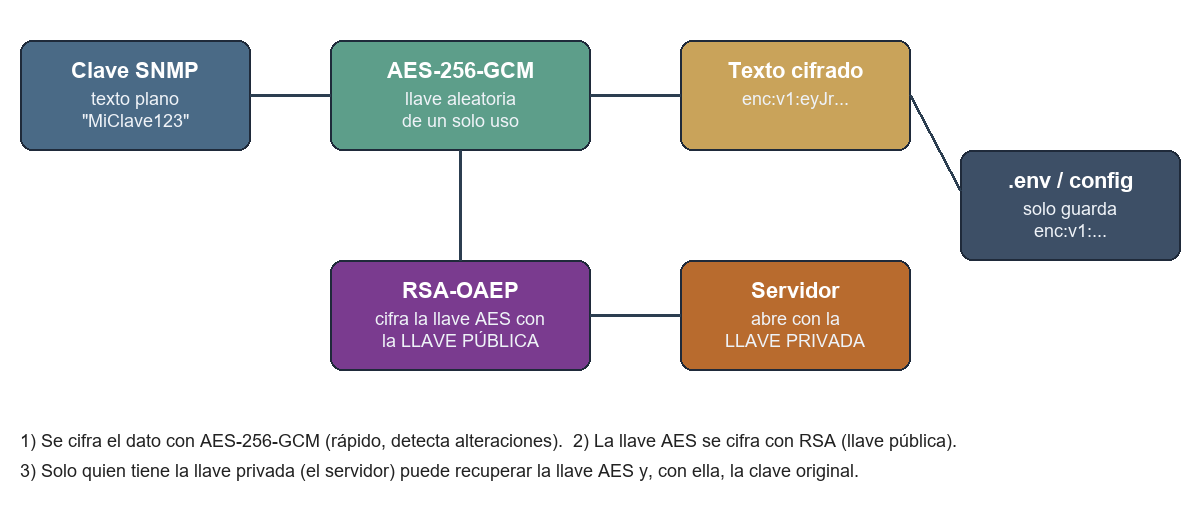 Clave SNMP
texto plano
"MiClave123"
AES-256-GCM
llave aleatoria
de un solo uso
Texto cifrado
enc:v1:eyJr...
.env / config
solo guarda
enc:v1:...
RSA-OAEP
cifra la llave AES con
la LLAVE PÚBLICA
Servidor
abre con la
LLAVE PRIVADA
1) Se cifra el dato con AES-256-GCM (rápido, detecta alteraciones).  2) La llave AES se cifra con RSA (llave pública).
3) Solo quien tiene la llave privada (el servidor) puede recuperar la llave AES y, con ella, la clave original.